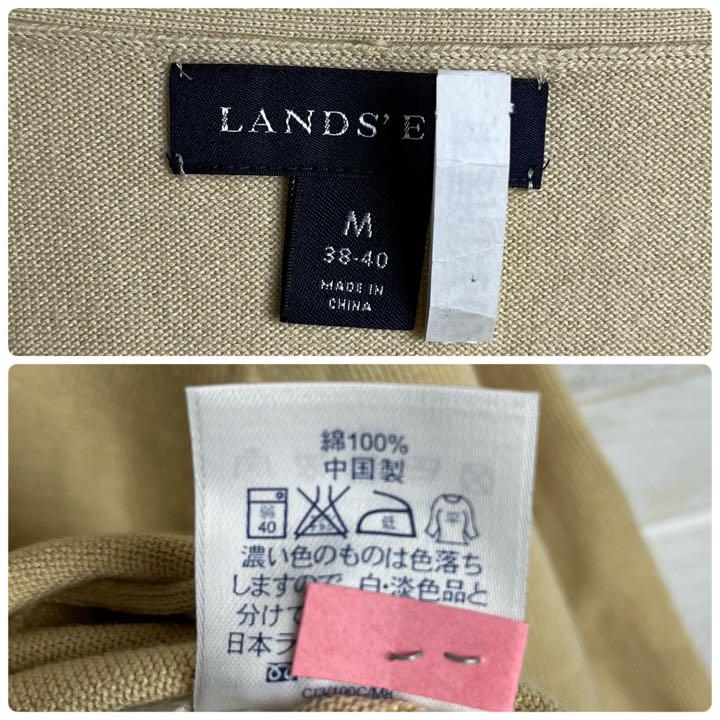 LANDS' E
M
38-40
MADE IN
CHINA
綿100%
中国製
弱
40
低
平
濃い色のものは色落ち
しますので、白・淡色品と
分けて
日本ラ